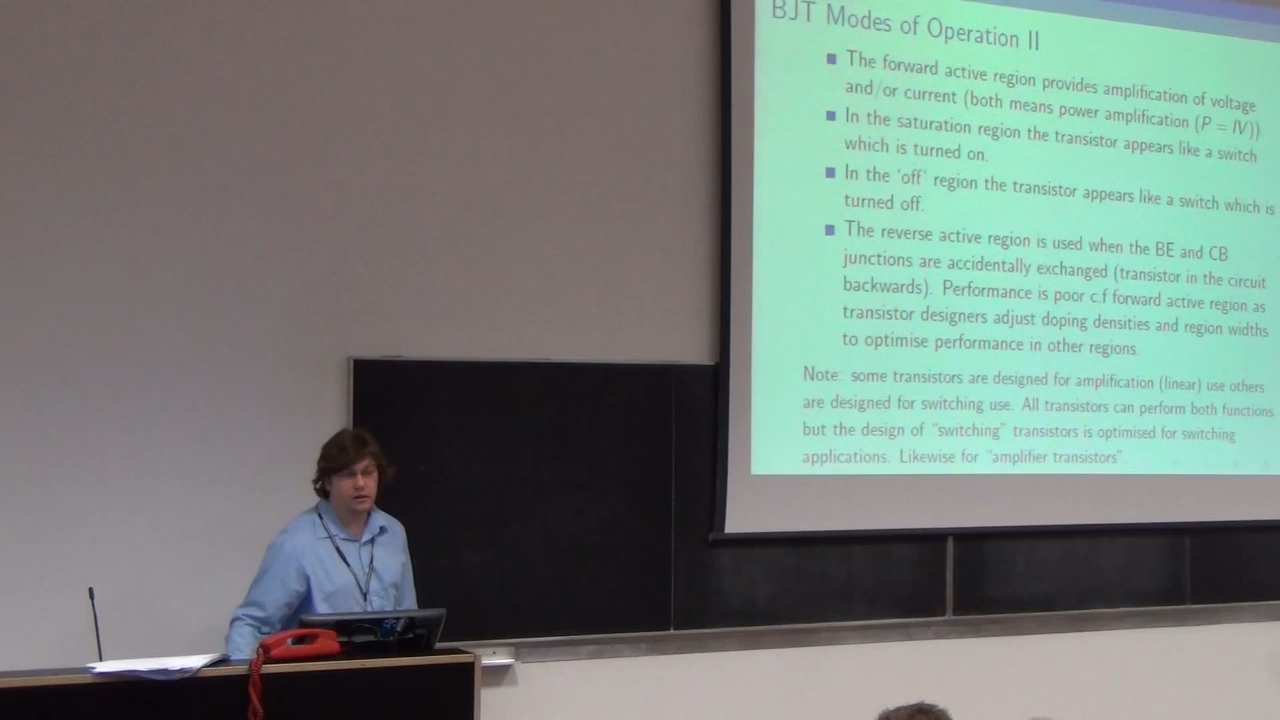 BJT Modes of Operation II
The forward active region provides amplification of voltage
and/or current (both means power amplification (P = IV))
In the saturation region the transistor appears like a switch
which is turned on.
In the 'off' region the transistor appears like a switch which is
turned off.
The reverse active region is used when the BE and CB
junctions are accidentally exchanged (transistor in the circuit
backwards). Performance is poor c.f forward active region as
transistor designers adjust doping densities and region widths
to optimise performance in other regions.
Note: some transistors are designed for amplification (linear) use others
are designed for switching use. All transistors can perform both functions
but the design of "switching" transistors is optimised for switching
applications. Likewise for "amplifier transistors"